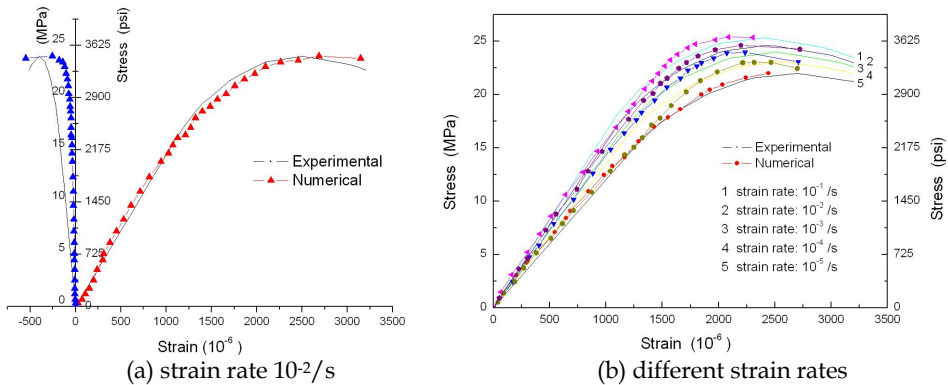 (MPa)
25
20
15
10
5
0
Stress (psi)
3625
2900
2175
1450
725
0
Experimental
Numerical
-500 0 500 1000 1500 2000 2500 3000 3500
Strain (10-6)
(a) strain rate 10-2/s
Stress (MPa)
25
20
15
10
5
0
1 2
3
4
5
Experimental
Numerical
1 strain rate: 10-1 /s
2 strain rate: 10-2 /s
3 strain rate: 10-3 /s
4 strain rate: 10-4 /s
5 strain rate: 10-5 /s
3625
2900
2175
1450
725
0
Stress (psi)
0 500 1000 1500 2000 2500 3000 3500
Strain (10-6)
(b) different strain rates